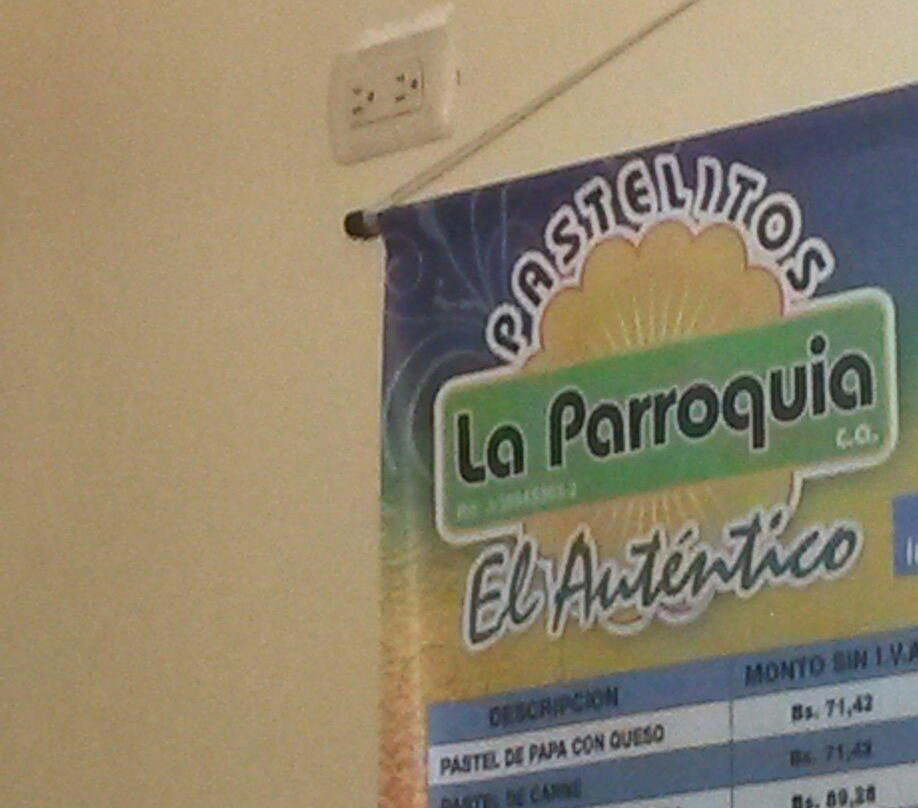 PASTELITOS
La Parroquia
c.a.
El Auténtico
DESCRIPCION MONTO SIN I.V.A
PASTEL DE PAPA CON QUESO Bs. 71,42
PASTEL DE CARNE Bs. 71,43
Bs. 89,28